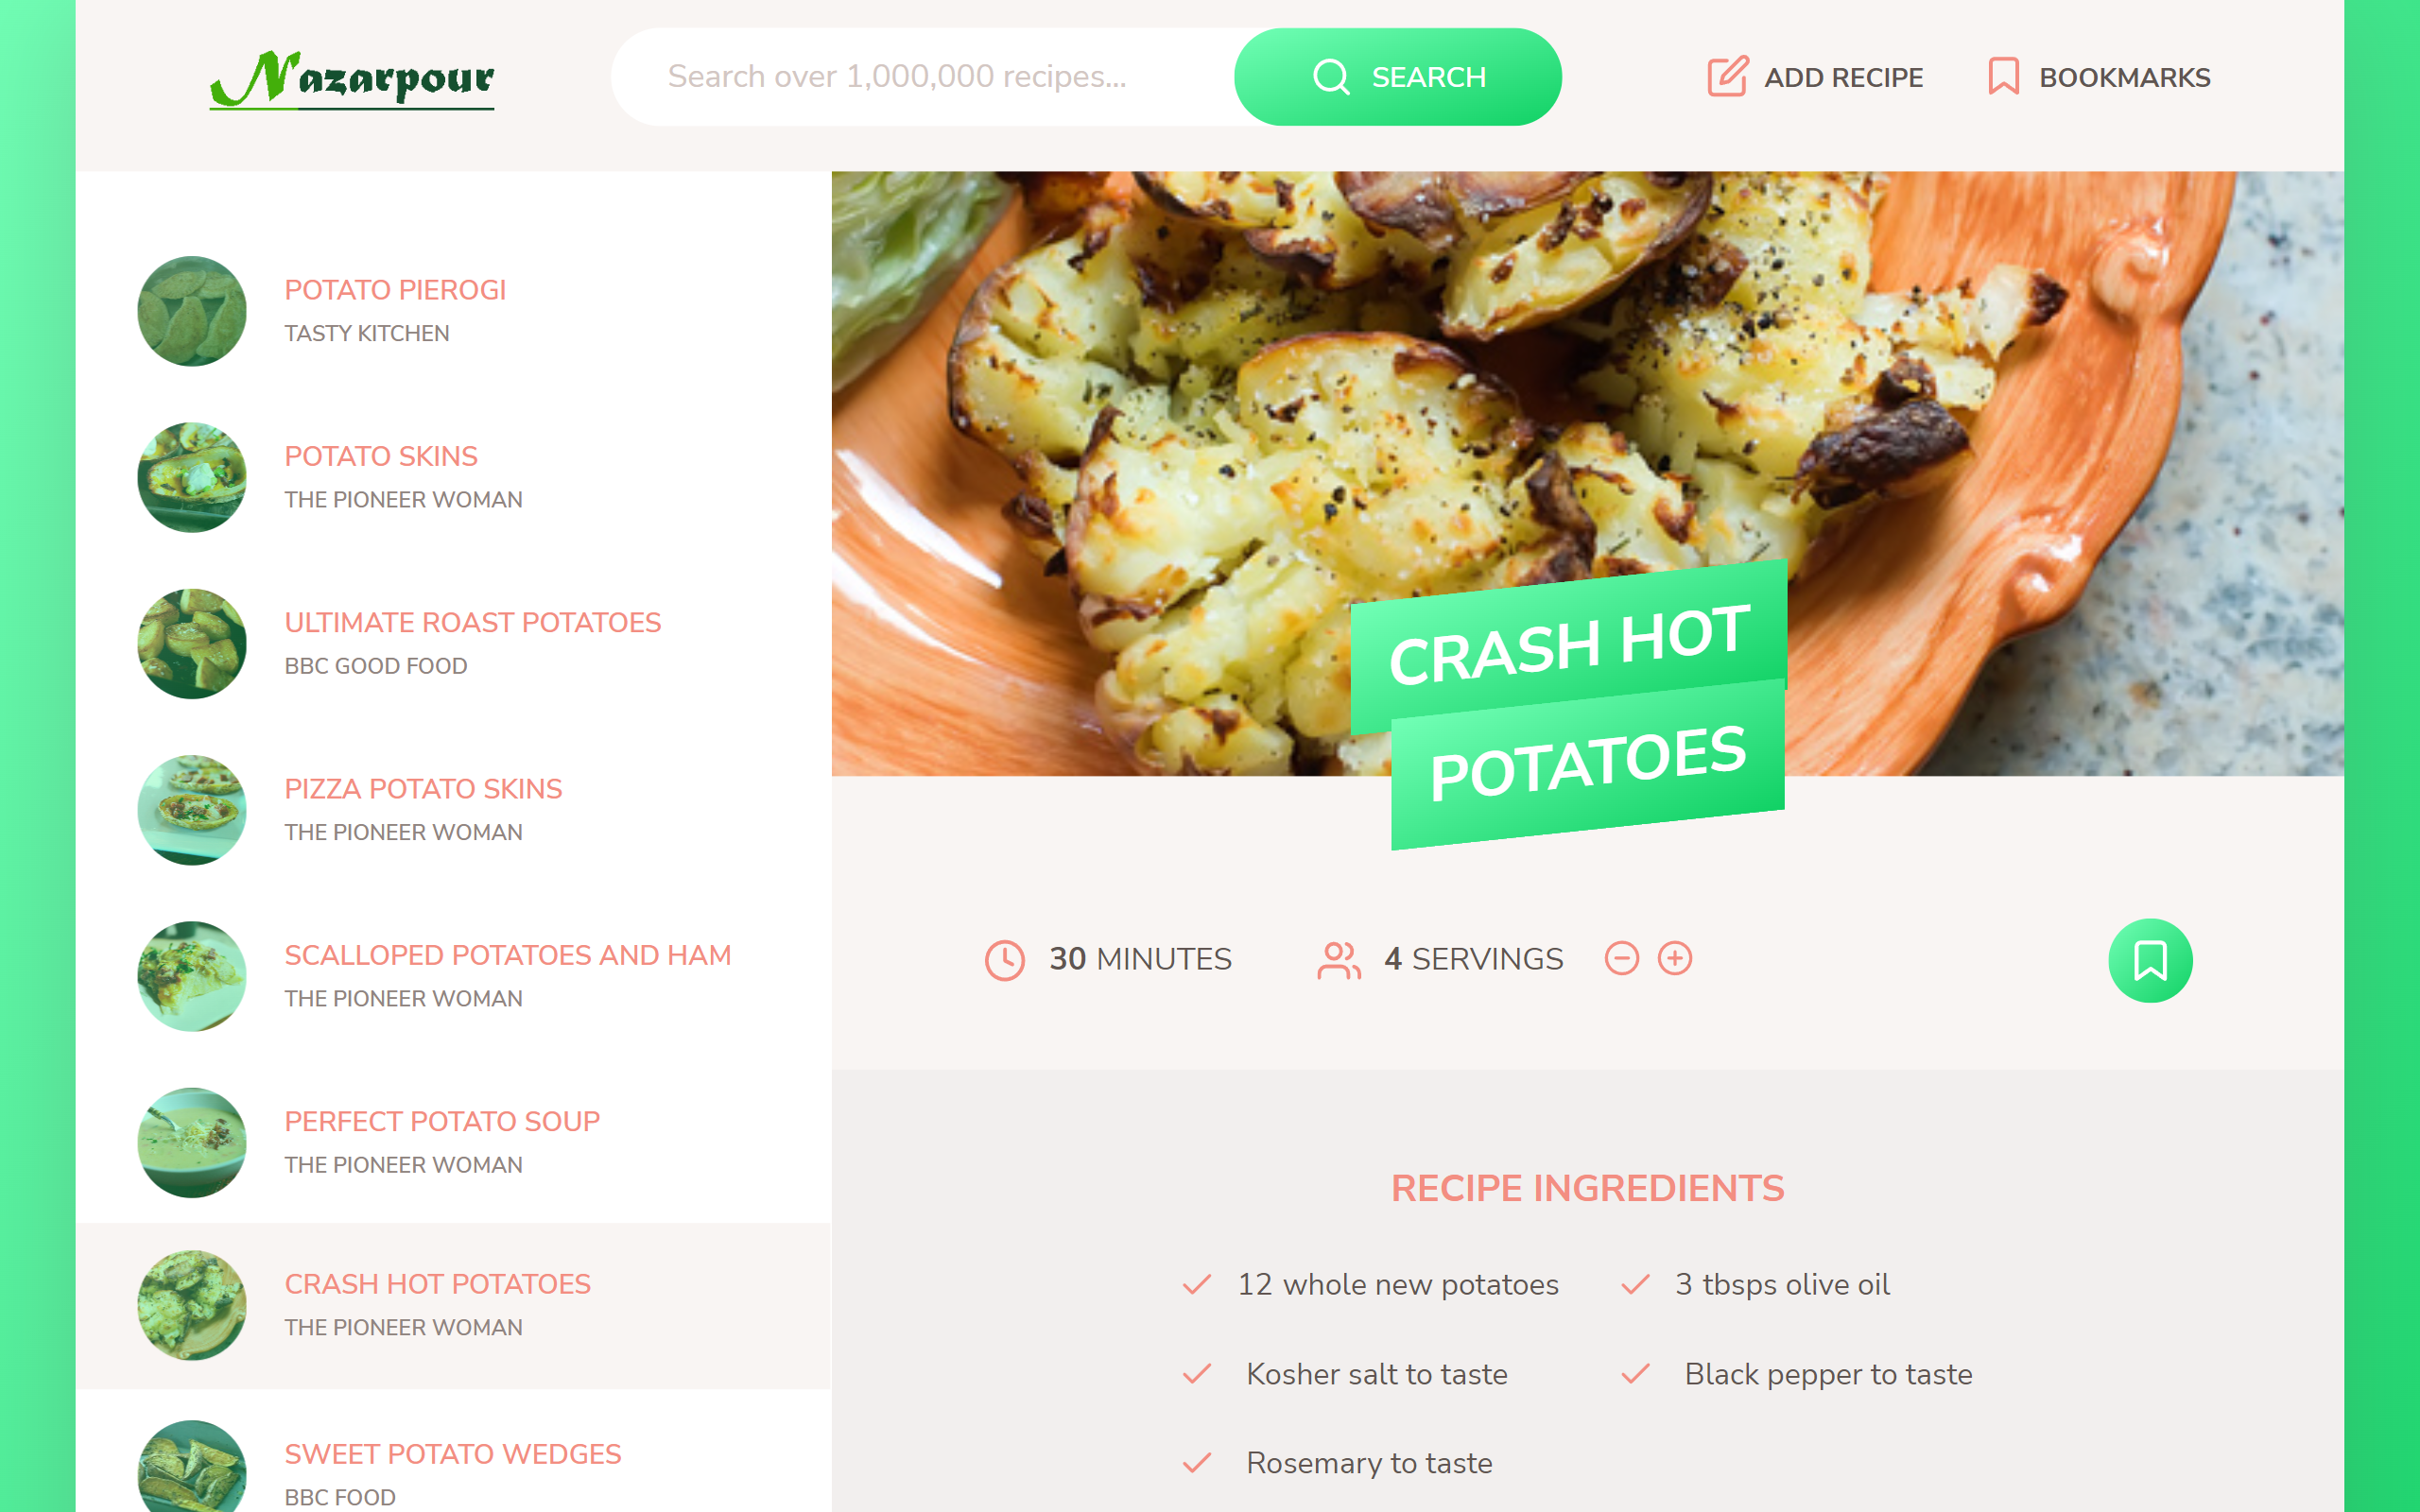 Nazarpour
Search over 1,000,000 recipes...
SEARCH
ADD RECIPE
BOOKMARKS
POTATO PIEROGI
TASTY KITCHEN
POTATO SKINS
THE PIONEER WOMAN
ULTIMATE ROAST POTATOES
BBC GOOD FOOD
PIZZA POTATO SKINS
THE PIONEER WOMAN
SCALLOPED POTATOES AND HAM
THE PIONEER WOMAN
PERFECT POTATO SOUP
THE PIONEER WOMAN
CRASH HOT POTATOES
THE PIONEER WOMAN
SWEET POTATO WEDGES
BBC FOOD
CRASH HOT
POTATOES
30 MINUTES
4 SERVINGS
RECIPE INGREDIENTS
12 whole new potatoes
3 tbsps olive oil
Kosher salt to taste
Black pepper to taste
Rosemary to taste